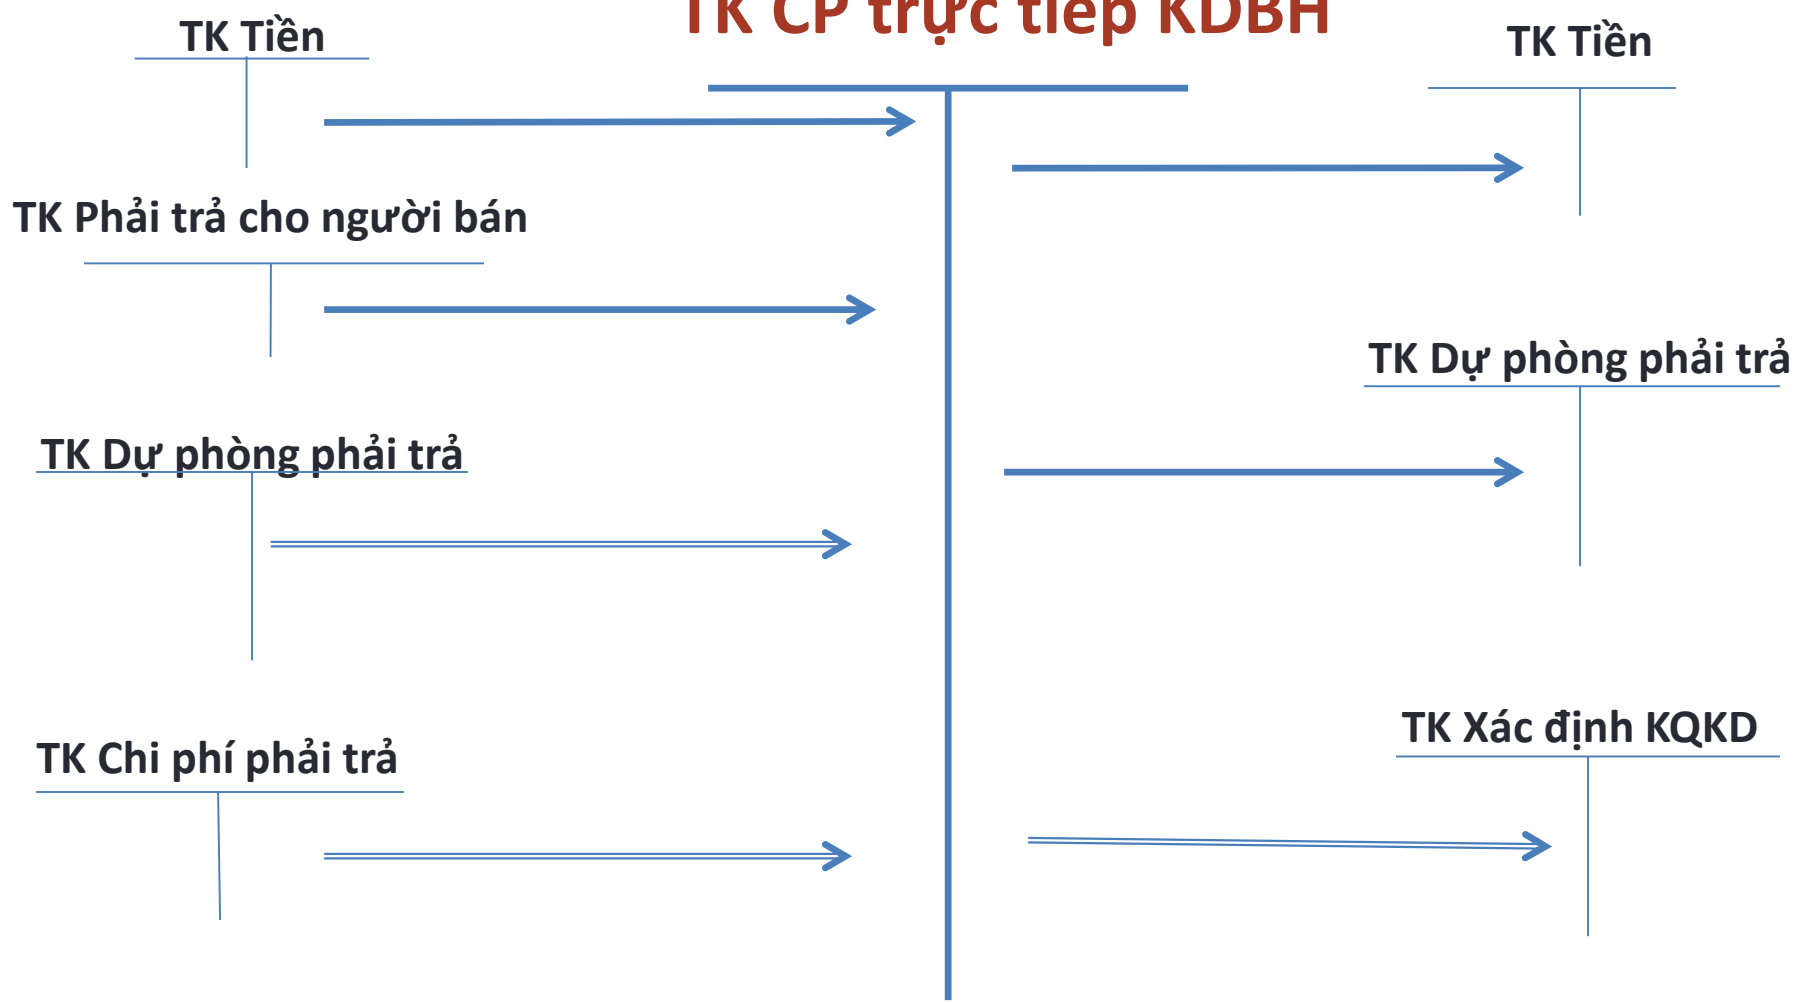 TK CP trực tiếp KDBH
TK Tiền
TK Tiền
TK Phải trả cho người bán
TK Dự phòng phải trả
TK Dự phòng phải trả
TK Xác định KQKD
TK Chi phí phải trả